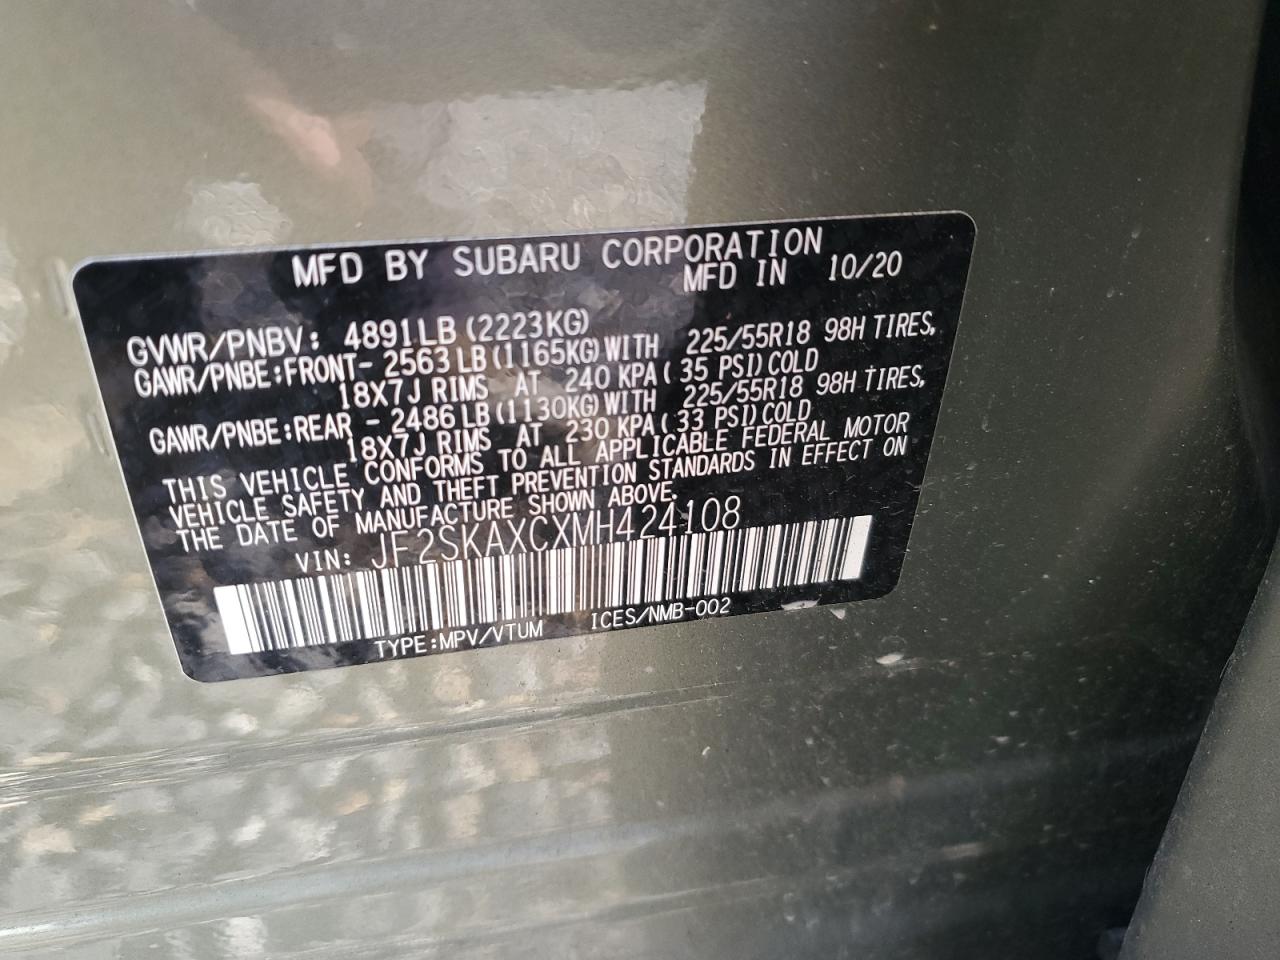 MFD BY SUBARU CORPORATION
MFD IN 10/20
GVWR/PNBV: 4891LB (2223KG)
GAWR/PNBE:FRONT- 2563 LB (1165KG) WITH 225/55R18 98H TIRES,
18X7J RIMS AT 240 KPA ( 35 PSI) COLD
GAWR/PNBE:REAR - 2486 LB (1130KG) WITH 225/55R18 98H TIRES,
18X7J RIMS AT 230 KPA ( 33 PSI) COLD
THIS VEHICLE CONFORMS TO ALL APPLICABLE FEDERAL MOTOR
VEHICLE SAFETY AND THEFT PREVENTION STANDARDS IN EFFECT ON
THE DATE OF MANUFACTURE SHOWN ABOVE.
VIN: JF2SKAXCXMH424108
TYPE:MPV/VTUM ICES/NMB-002